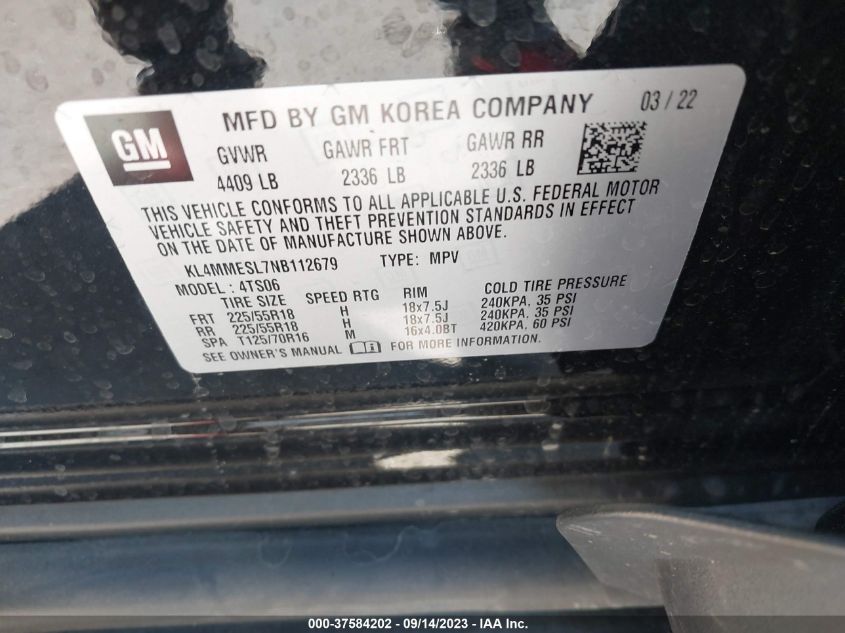 GM
MFD BY GM KOREA COMPANY 03 / 22
GVWR GAWR FRT GAWR RR
4409 LB 2336 LB 2336 LB
THIS VEHICLE CONFORMS TO ALL APPLICABLE U.S. FEDERAL MOTOR
VEHICLE SAFETY AND THEFT PREVENTION STANDARDS IN EFFECT
ON THE DATE OF MANUFACTURE SHOWN ABOVE.
KL4MMESL7NB112679 TYPE: MPV
MODEL: 4TS06
TIRE SIZE SPEED RTG RIM COLD TIRE PRESSURE
FRT 225/55R18 H 18x7.5J 240KPA, 35 PSI
RR 225/55R18 H 18x7.5J 240KPA, 35 PSI
SPA T125/70R16 M 16x4.0BT 420KPA, 60 PSI
SEE OWNER'S MANUAL FOR MORE INFORMATION.
000-37584202 - 09/14/2023 - IAA Inc.